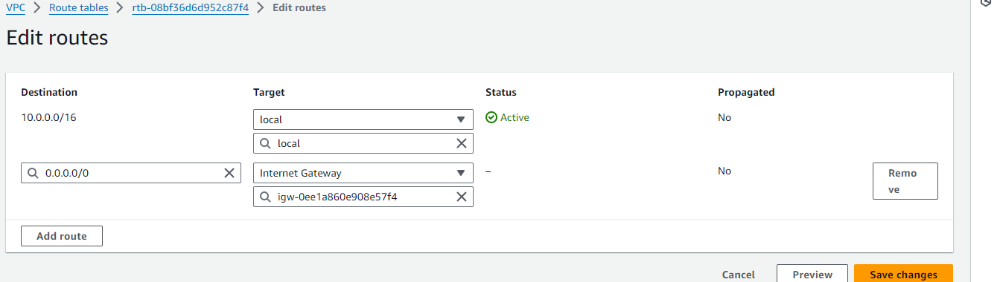 VPC > Route tables > rtb-08bf36d6d952c87f4 > Edit routes
Edit routes
Destination Target Status Propagated
10.0.0.0/16 local Active No
local
0.0.0.0/0 Internet Gateway – No Remo
ve
igw-0ee1a860e908e57f4
Add route
Cancel Preview Save changes